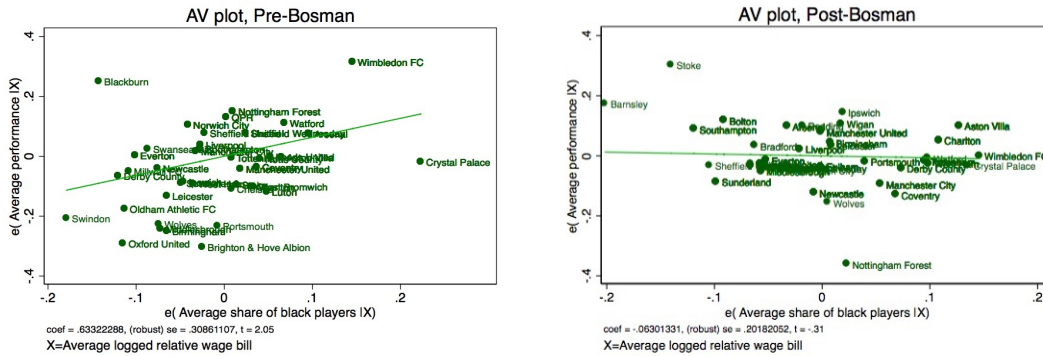 AV plot, Pre-Bosman
e( Average performance |X)
.4
.2
0
-.2
-.4
Wimbledon FC
Blackburn
Nottingham Forest
QPR
Watford
Norwich City
Sheffield
Liverpool
Swansea
Everton
Crystal Palace
Newcastle
Derby County
Coventry
Leicester
Luton
Oldham Athletic FC
Swindon
Wolves
Portsmouth
Birmingham
Oxford United
Brighton & Hove Albion
-.2 -.1 0 .1 .2
e( Average share of black players |X)
coef = .63322288, (robust) se = .30861107, t = 2.05
X=Average logged relative wage bill
AV plot, Post-Bosman
e( Average performance |X)
.4
.2
0
-.2
-.4
Stoke
Barnsley
Ipswich
Bolton
Wigan
Aston Villa
Southampton
Manchester United
Charlton
Bradford
Liverpool
Wimbledon FC
Everton
Portsmouth
Crystal Palace
Sheffield
Derby County
Sunderland
Manchester City
Newcastle
Coventry
Wolves
Nottingham Forest
-.2 -.1 0 .1 .2
e( Average share of black players |X)
coef = -.06301331, (robust) se = .20182052, t = -.31
X=Average logged relative wage bill